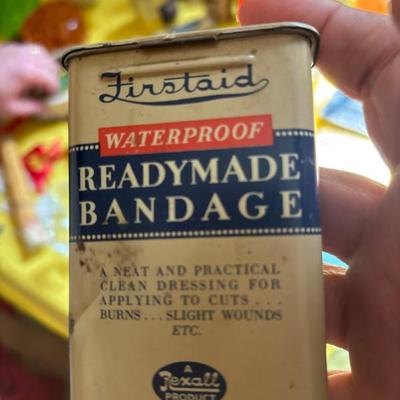 Firstaid
WATERPROOF
READYMADE
BANDAGE
A NEAT AND PRACTICAL
CLEAN DRESSING FOR
APPLYING TO CUTS...
BURNS...SLIGHT WOUNDS
ETC.
A
Rexall
PRODUCT